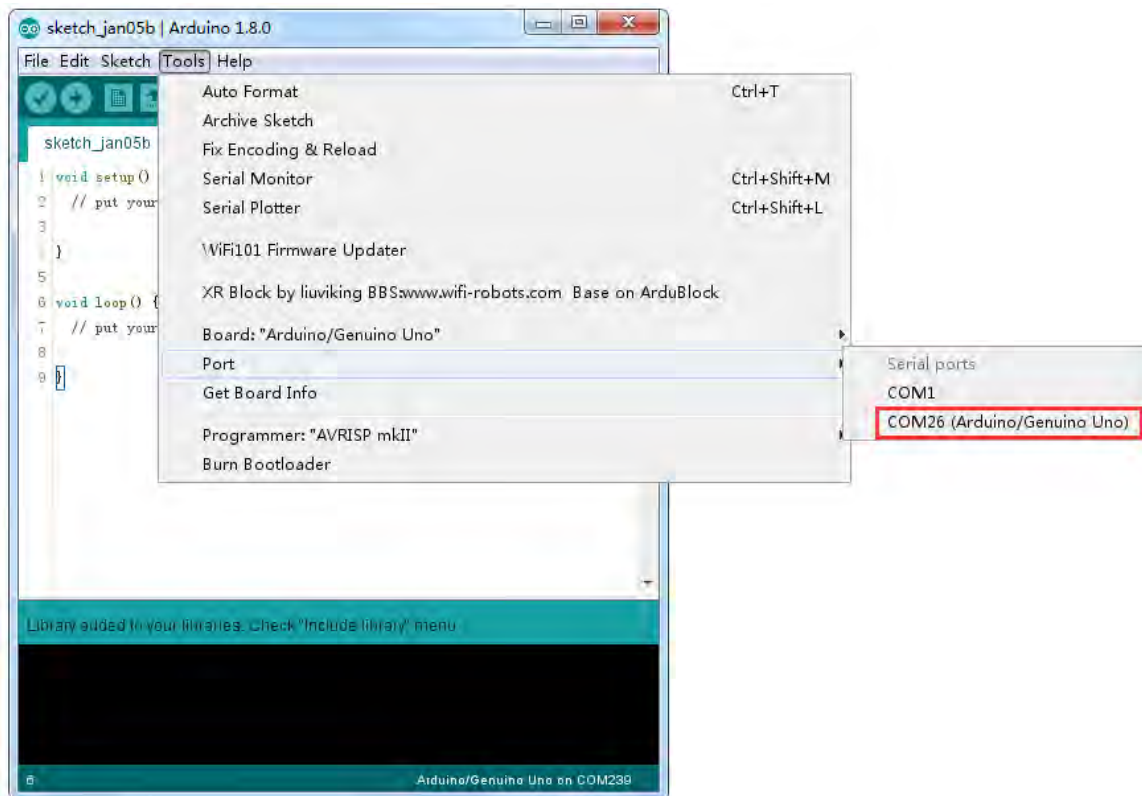 sketch_jan05b | Arduino 1.8.0
File Edit Sketch Tools Help
sketch_jan05b
1 void setup()
2 // put your
3
4 }
5
6 void loop() {
7 // put your
8
9 }
Auto Format Ctrl+T
Archive Sketch
Fix Encoding & Reload
Serial Monitor Ctrl+Shift+M
Serial Plotter Ctrl+Shift+L
WiFi101 Firmware Updater
XR Block by liuviking BBS:www.wifi-robots.com Base on ArduBlock
Board: "Arduino/Genuino Uno"
Port
Get Board Info
Programmer: "AVRISP mkII"
Burn Bootloader
Serial ports
COM1
COM26 (Arduino/Genuino Uno)
Library added to your libraries. Check "Include library" menu
Arduino/Genuino Uno on COM239